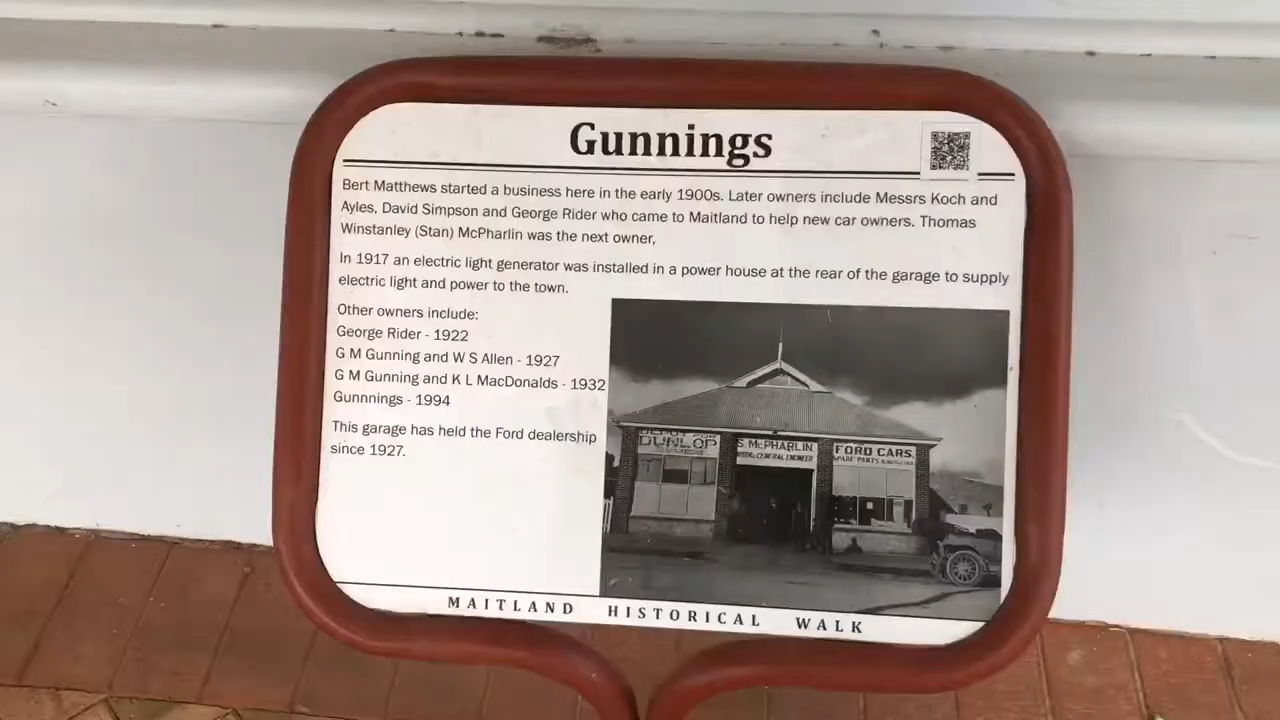 Gunnings
Bert Matthews started a business here in the early 1900s. Later owners include Messrs Koch and
Ayles, David Simpson and George Rider who came to Maitland to help new car owners. Thomas
Winstanley (Stan) McPharlin was the next owner,
In 1917 an electric light generator was installed in a power house at the rear of the garage to supply
electric light and power to the town.
Other owners include:
George Rider - 1922
G M Gunning and W S Allen - 1927
G M Gunning and K L MacDonalds - 1932
Gunnnings - 1994
This garage has held the Ford dealership
since 1927.
DUNLOP
S. McPHARLIN.
& GENERAL ENGINEER
FORD CARS.
SPARE PARTS
MAITLAND HISTORICAL WALK